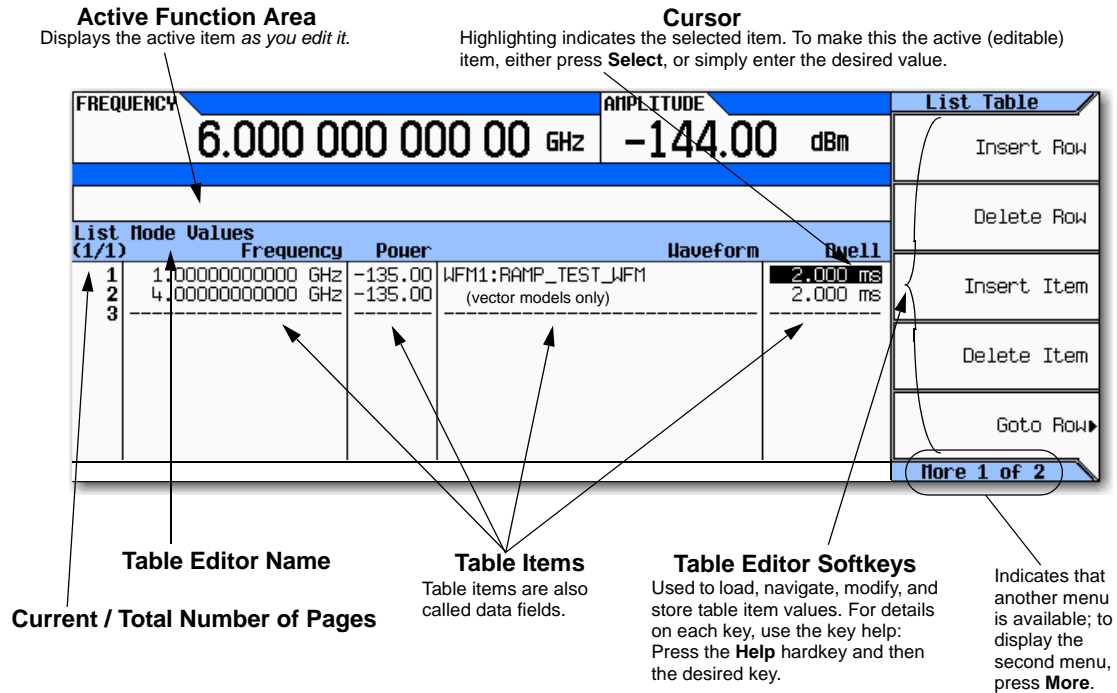 Active Function Area
Displays the active item as you edit it.
Cursor
Highlighting indicates the selected item. To make this the active (editable)
item, either press Select, or simply enter the desired value.
FREQUENCY
6.000 000 000 00 GHz
AMPLITUDE
-144.00 dBm
List Table
Insert Row
Delete Row
Insert Item
Delete Item
Goto Row
More 1 of 2
List Mode Values
(1/1) Frequency Power Waveform Dwell
1 1.00000000000 GHz -135.00 WFM1:RAMP_TEST_WFM 2.000 ms
2 4.00000000000 GHz -135.00 (vector models only) 2.000 ms
3 -------------------- ------- ------------------------------ ----------
Table Editor Name
Current / Total Number of Pages
Table Items
Table items are also
called data fields.
Table Editor Softkeys
Used to load, navigate, modify, and
store table item values. For details
on each key, use the key help:
Press the Help hardkey and then
the desired key.
Indicates that
another menu
is available; to
display the
second menu,
press More.